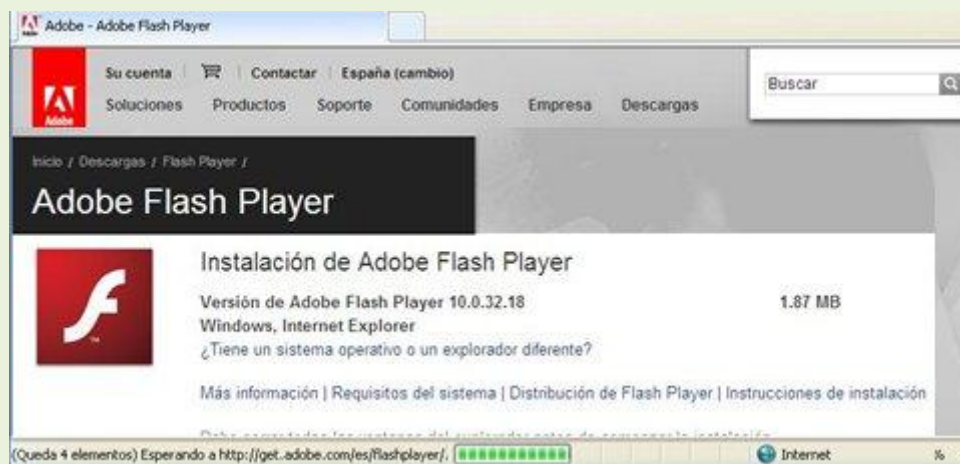 Adobe - Adobe Flash Player
Su cuenta | Contactar | España (cambio)
Buscar
Adobe
Soluciones Productos Soporte Comunidades Empresa Descargas
Inicio / Descargas / Flash Player /
Adobe Flash Player
Instalación de Adobe Flash Player
Versión de Adobe Flash Player 10.0.32.18 1.87 MB
Windows, Internet Explorer
¿Tiene un sistema operativo o un explorador diferente?
Más información | Requisitos del sistema | Distribución de Flash Player | Instrucciones de instalación
(Queda 4 elementos) Esperando a http://get.adobe.com/es/flashplayer/. Internet